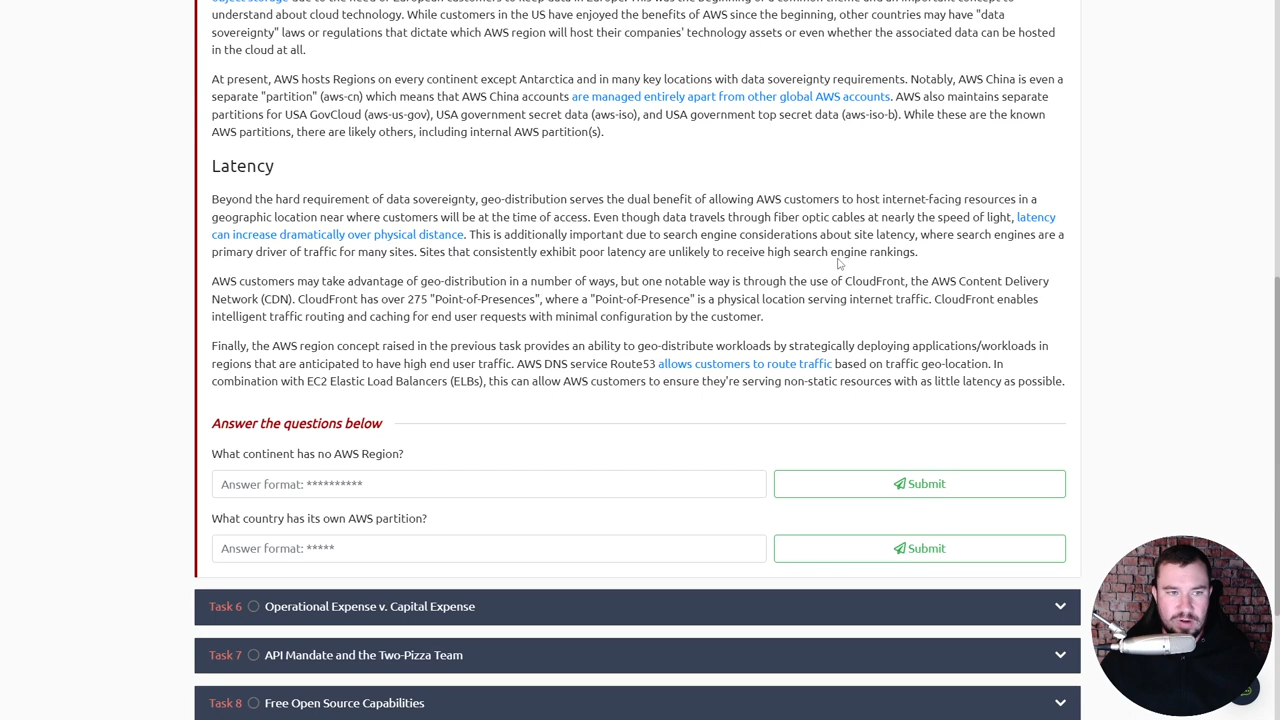 understand about cloud technology. While customers in the US have enjoyed the benefits of AWS since the beginning, other countries may have "data
sovereignty" laws or regulations that dictate which AWS region will host their companies' technology assets or even whether the associated data can be hosted
in the cloud at all.
At present, AWS hosts Regions on every continent except Antarctica and in many key locations with data sovereignty requirements. Notably, AWS China is even a
separate "partition" (aws-cn) which means that AWS China accounts are managed entirely apart from other global AWS accounts. AWS also maintains separate
partitions for USA GovCloud (aws-us-gov), USA government secret data (aws-iso), and USA government top secret data (aws-iso-b). While these are the known
AWS partitions, there are likely others, including internal AWS partition(s).
Latency
Beyond the hard requirement of data sovereignty, geo-distribution serves the dual benefit of allowing AWS customers to host internet-facing resources in a
geographic location near where customers will be at the time of access. Even though data travels through fiber optic cables at nearly the speed of light, latency
can increase dramatically over physical distance. This is additionally important due to search engine considerations about site latency, where search engines are a
primary driver of traffic for many sites. Sites that consistently exhibit poor latency are unlikely to receive high search engine rankings.
AWS customers may take advantage of geo-distribution in a number of ways, but one notable way is through the use of CloudFront, the AWS Content Delivery
Network (CDN). CloudFront has over 275 "Point-of-Presences", where a "Point-of-Presence" is a physical location serving internet traffic. CloudFront enables
intelligent traffic routing and caching for end user requests with minimal configuration by the customer.
Finally, the AWS region concept raised in the previous task provides an ability to geo-distribute workloads by strategically deploying applications/workloads in
regions that are anticipated to have high end user traffic. AWS DNS service Route53 allows customers to route traffic based on traffic geo-location. In
combination with EC2 Elastic Load Balancers (ELBs), this can allow AWS customers to ensure they're serving non-static resources with as little latency as possible.
Answer the questions below
What continent has no AWS Region?
Answer format: ********** Submit
What country has its own AWS partition?
Answer format: ***** Submit
Task 6 Operational Expense v. Capital Expense
Task 7 API Mandate and the Two-Pizza Team
Task 8 Free Open Source Capabilities